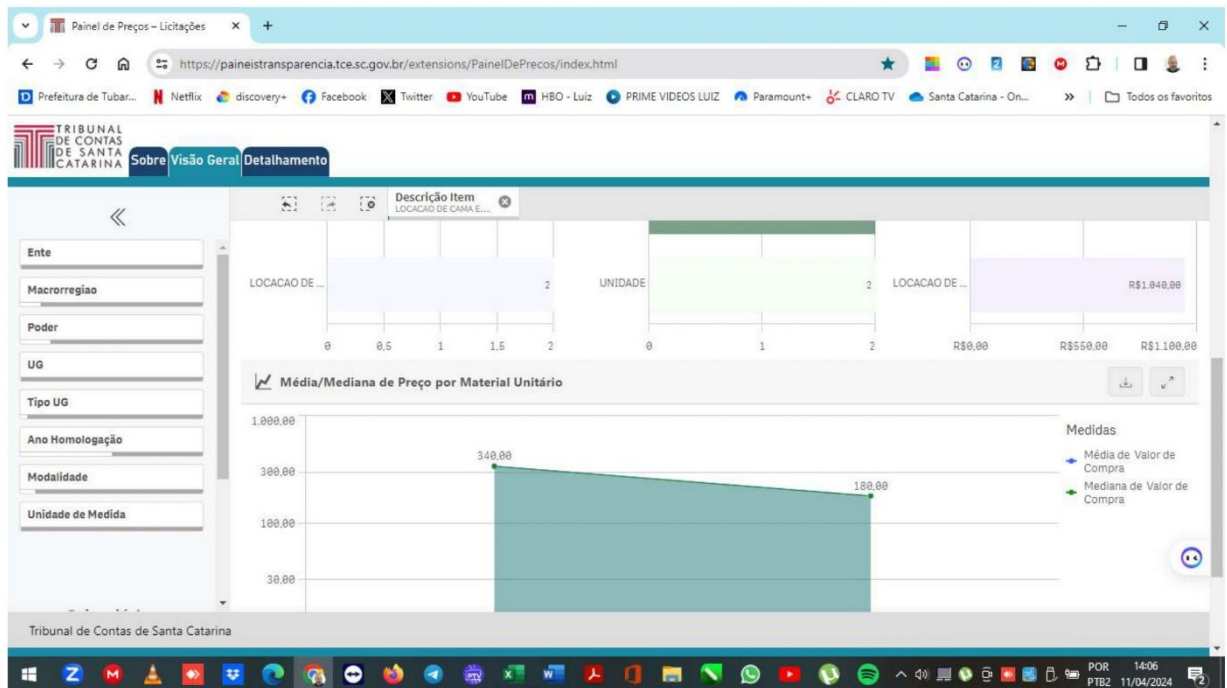 Painel de Preços – Licitações
https://paineistransparencia.tce.sc.gov.br/extensions/PainelDePrecos/index.html
Prefeitura de Tubar... Netflix discovery+ Facebook Twitter YouTube HBO - Luiz PRIME VIDEOS LUIZ Paramount+ CLARO TV Santa Catarina - On... » Todos os favoritos
TRIBUNAL
DE CONTAS
DE SANTA
CATARINA
Sobre Visão Geral Detalhamento
Descrição Item
LOCACAO DE CAMA E....
Ente
Macrorregiao
Poder
UG
Tipo UG
Ano Homologação
Modalidade
Unidade de Medida
LOCACAO DE ... 2 UNIDADE 2 LOCACAO DE ... R$1.040,00
0 0,5 1 1,5 2 0 1 2 R$0,00 R$550,00 R$1.100,00
Média/Mediana de Preço por Material Unitário
1.000,00
300,00
100,00
30,00
340,00
180,00
Medidas
Média de Valor de
Compra
Mediana de Valor de
Compra
Tribunal de Contas de Santa Catarina
POR 14:06
PTB2 11/04/2024
2